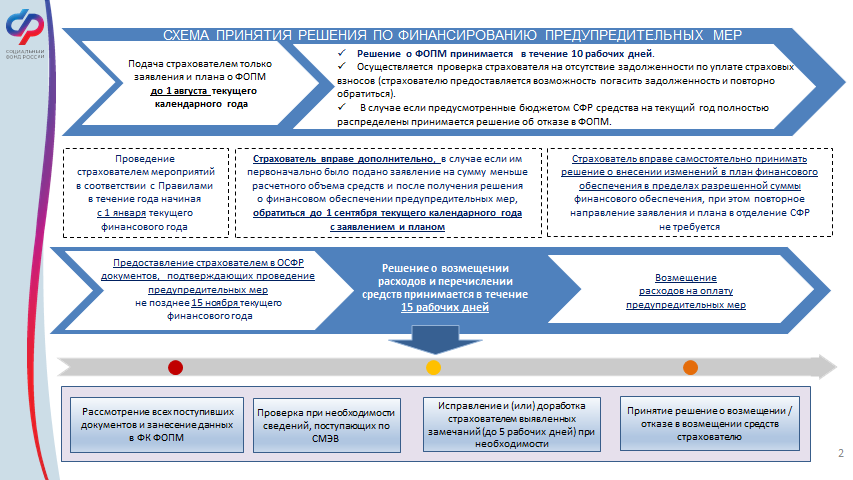 СХЕМА ПРИНЯТИЯ РЕШЕНИЯ ПО ФИНАНСИРОВАНИЮ ПРЕДУПРЕДИТЕЛЬНЫХ МЕР
СОЦИАЛЬНЫЙ
ФОНД РОССИИ
Подача страхователем только
заявления и плана о ФОПМ
до 1 августа текущего
календарного года
✓ Решение о ФОПМ принимается в течение 10 рабочих дней.
✓ Осуществляется проверка страхователя на отсутствие задолженности по уплате страховых
взносов (страхователю предоставляется возможность погасить задолженность и повторно
обратиться).
✓ В случае если предусмотренные бюджетом СФР средства на текущий год полностью
распределены принимается решение об отказе в ФОПМ.
Проведение
страхователем мероприятий
в соответствии с Правилами
в течение года начиная
с 1 января текущего
финансового года
Страхователь вправе дополнительно, в случае если им
первоначально было подано заявление на сумму меньше
расчетного объема средств и после получения решения
о финансовом обеспечении предупредительных мер,
обратиться до 1 сентября текущего календарного года
с заявлением и планом
Страхователь вправе самостоятельно принимать
решение о внесении изменений в план финансового
обеспечения в пределах разрешенной суммы
финансового обеспечения, при этом повторное
направление заявления и плана в отделение СФР
не требуется
Предоставление страхователем в ОСФР
документов, подтверждающих проведение
предупредительных мер
не позднее 15 ноября текущего
финансового года
Решение о возмещении
расходов и перечислении
средств принимается в течение
15 рабочих дней
Возмещение
расходов на оплату
предупредительных мер
Рассмотрение всех поступивших
документов и занесение данных
в ФК ФОПМ
Проверка при необходимости
сведений, поступающих по
СМЭВ
Исправление и (или) доработка
страхователем выявленных
замечаний (до 5 рабочих дней) при
необходимости
Принятие решение о возмещении /
отказе в возмещении средств
страхователю
2